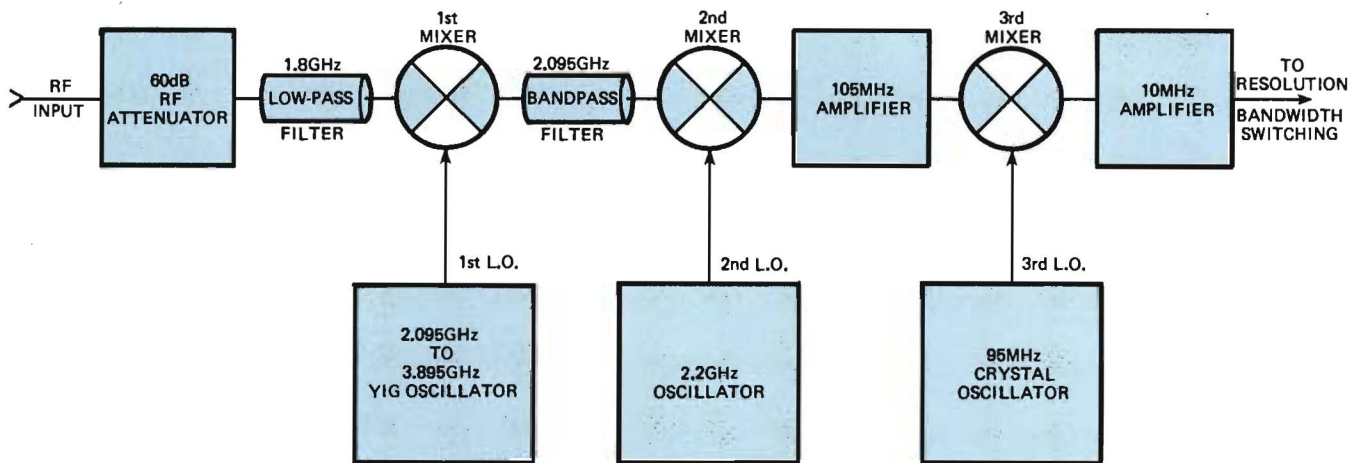 RF
INPUT
60dB
RF
ATTENUATOR
1.8GHz
LOW-PASS
FILTER
1st
MIXER
2.095GHz
BANDPASS
FILTER
2nd
MIXER
105MHz
AMPLIFIER
3rd
MIXER
10MHz
AMPLIFIER
TO
RESOLUTION
BANDWIDTH
SWITCHING
1st L.O.
2nd L.O.
3rd L.O.
2.095GHz
TO
3.895GHz
YIG OSCILLATOR
2.2GHz
OSCILLATOR
95MHz
CRYSTAL
OSCILLATOR